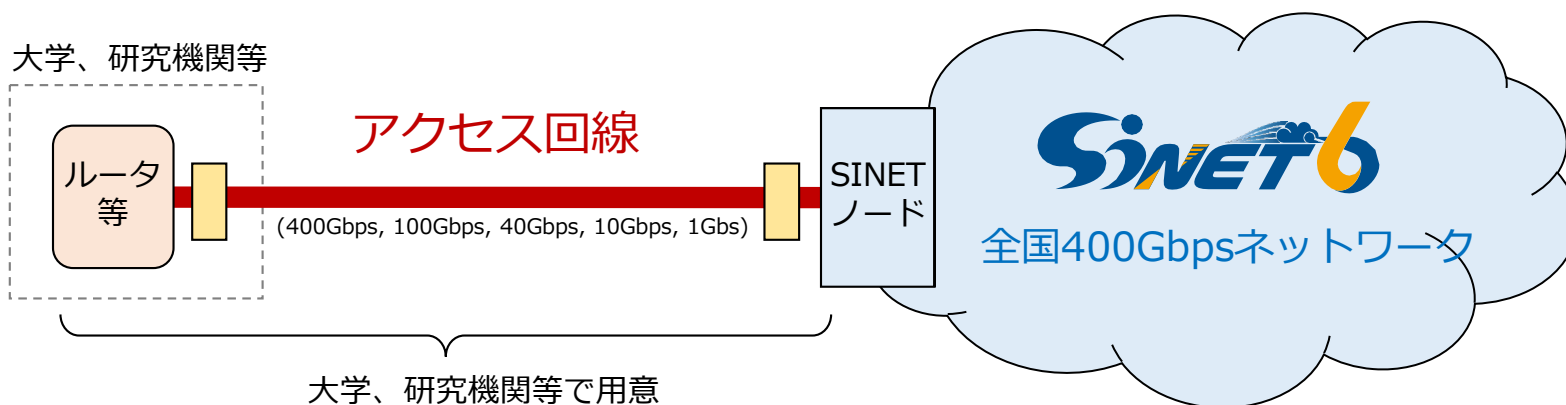 大学、研究機関等
アクセス回線
ルータ
等
(400Gbps, 100Gbps, 40Gbps, 10Gbps, 1Gbs)
SINET
ノード
SiNET6
全国400Gbpsネットワーク
大学、研究機関等で用意